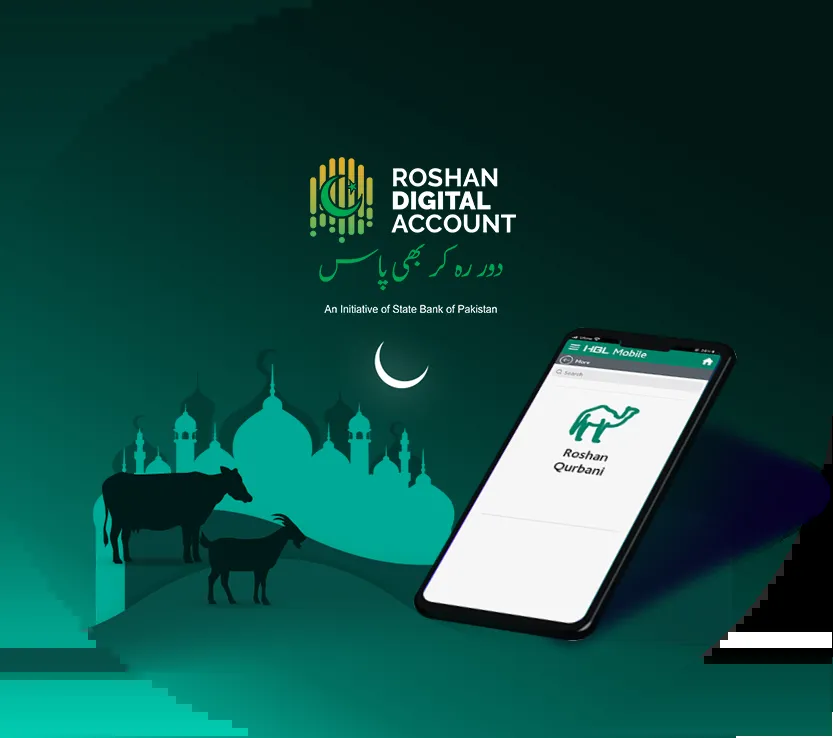 ROSHAN
DIGITAL
ACCOUNT
دور رہ کر بھی پاس
An Initiative of State Bank of Pakistan
HBL Mobile
More
Search
Roshan
Qurbani